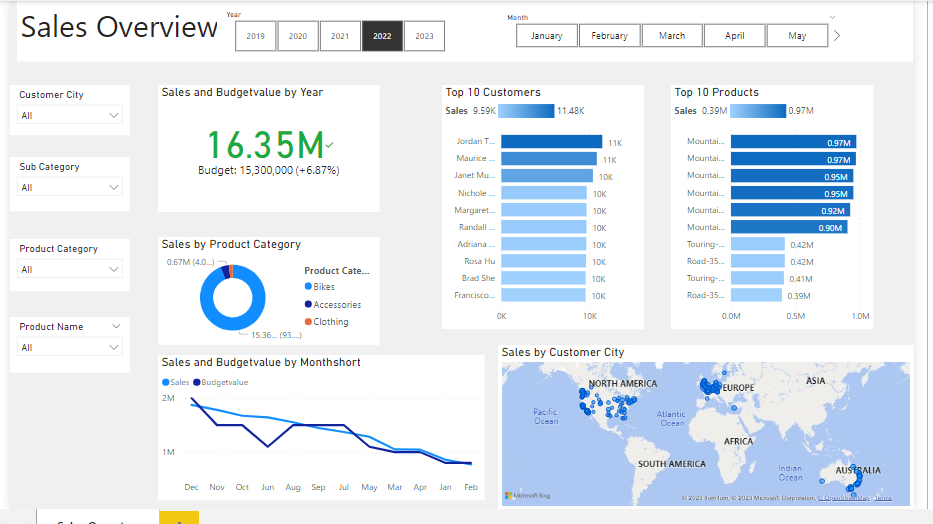 Sales Overview
Year
2019
2020
2021
2022
2023
Month
January
February
March
April
May
Customer City
All
Sub Category
All
Product Category
All
Product Name
All
Sales and Budgetvalue by Year
16.35M
Budget: 15,300,000 (+6.87%)
Sales by Product Category
0.67M (4.0...)
15.36... (93....)
Product Cate...
Bikes
Accessories
Clothing
Sales and Budgetvalue by Monthshort
Sales Budgetvalue
2M
1M
Dec Nov Oct Jun Aug Sep Jul May Mar Apr Jan Feb
Top 10 Customers
Sales 9.59K 11.48K
Jordan T... 11K
Maurice ... 11K
Janet Mu... 10K
Nichole ... 10K
Margaret... 10K
Randall ... 10K
Adriana ... 10K
Rosa Hu 10K
Brad She 10K
Francisco... 10K
0K 10K
Top 10 Products
Sales 0.39M 0.97M
Mountai... 0.97M
Mountai... 0.97M
Mountai... 0.95M
Mountai... 0.95M
Mountai... 0.92M
Mountai... 0.90M
Touring-... 0.42M
Road-35... 0.42M
Touring-... 0.41M
Road-35... 0.39M
0.0M 0.5M 1.0M
Sales by Customer City
NORTH AMERICA
EUROPE
ASIA
Pacific
Ocean
Atlantic
Ocean
AFRICA
SOUTH AMERICA
Indian
Ocean
AUSTRALIA
Microsoft Bing
© 2023 TomTom, © 2023 Microsoft Corporation, © OpenStreetMap Terms